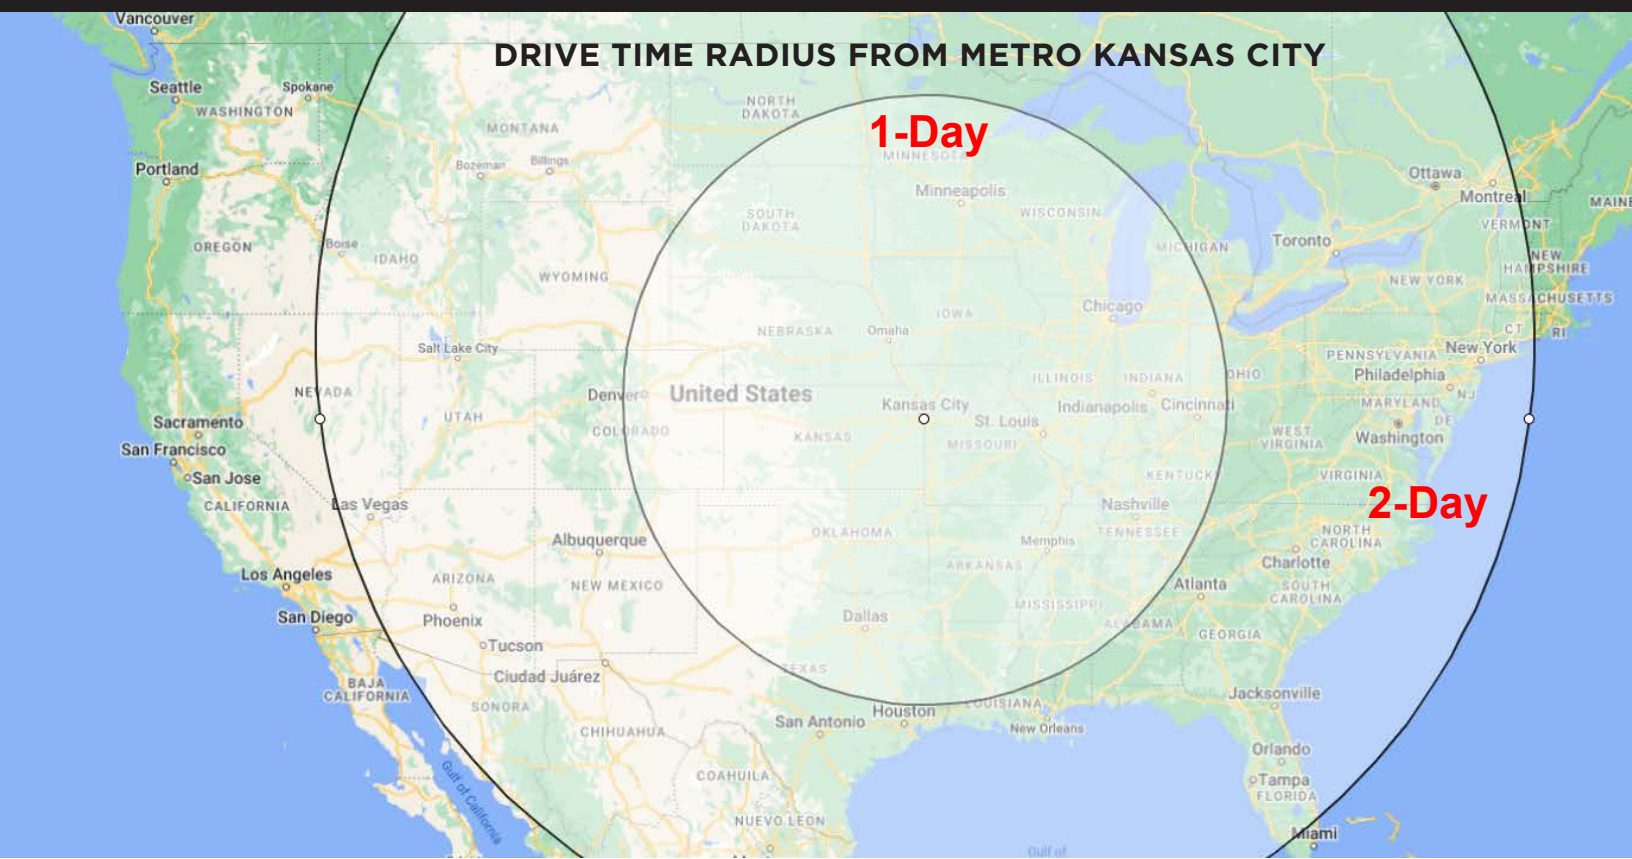 Vancouver
DRIVE TIME RADIUS FROM METRO KANSAS CITY
Seattle
Spokane
WASHINGTON
NORTH
DAKOTA
MONTANA
1-Day
MINNESOTA
Bozeman
Billings
Portland
Ottawa
Montreal
MAINE
Minneapolis
SOUTH
DAKOTA
WISCONSIN
VERMONT
OREGON
Boise
IDAHO
MICHIGAN
Toronto
NEW
HAMPSHIRE
WYOMING
NEW YORK
MASSACHUSETTS
Chicago
IOWA
NEBRASKA
Omaha
CT
RI
Salt Lake City
PENNSYLVANIA
New York
Philadelphia
NEVADA
Denver
United States
ILLINOIS
INDIANA
OHIO
NJ
UTAH
Kansas City
Indianapolis
Cincinnati
MARYLAND
DE
Sacramento
St. Louis
COLORADO
KANSAS
MISSOURI
WEST
VIRGINIA
Washington
San Francisco
San Jose
KENTUCKY
VIRGINIA
CALIFORNIA
Las Vegas
Nashville
2-Day
OKLAHOMA
TENNESSEE
NORTH
CAROLINA
Albuquerque
Memphis
Charlotte
Los Angeles
ARIZONA
NEW MEXICO
ARKANSAS
Atlanta
SOUTH
CAROLINA
San Diego
Phoenix
Dallas
MISSISSIPPI
ALABAMA
GEORGIA
Tucson
Ciudad Juárez
TEXAS
BAJA
CALIFORNIA
Jacksonville
SONORA
Houston
LOUISIANA
San Antonio
New Orleans
CHIHUAHUA
Orlando
Gulf of California
COAHUILA
Tampa
FLORIDA
NUEVO LEON
Miami
Gulf of